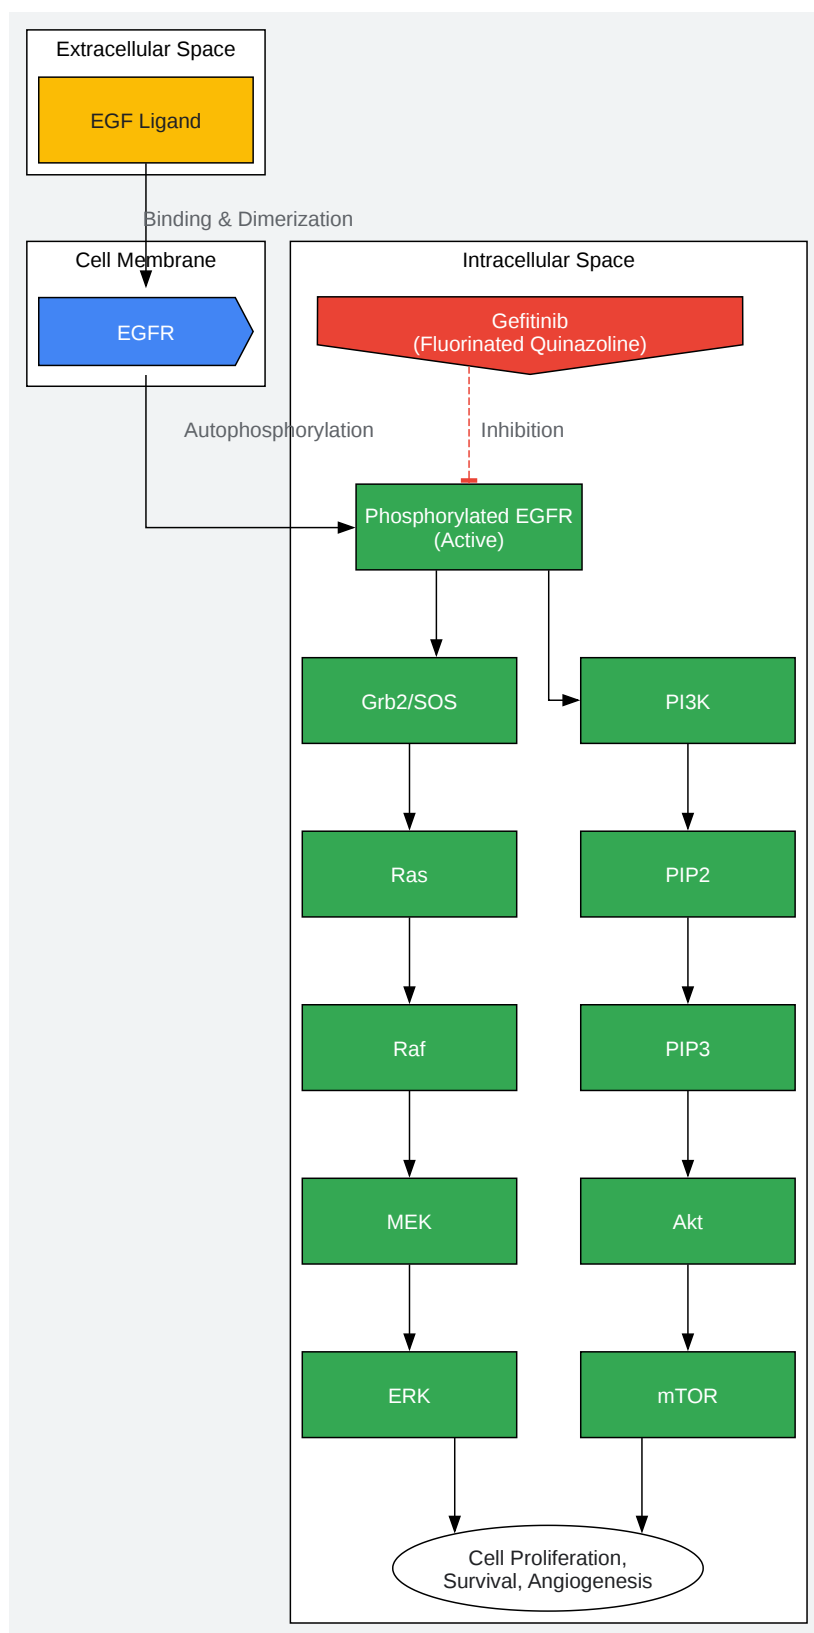 Extracellular Space
EGF Ligand
Binding & Dimerization
Cell Membrane
EGFR
Intracellular Space
Gefitinib
(Fluorinated Quinazoline)
Autophosphorylation
Inhibition
Phosphorylated EGFR
(Active)
Grb2/SOS
PI3K
Ras
PIP2
Raf
PIP3
MEK
Akt
ERK
mTOR
Cell Proliferation,
Survival, Angiogenesis